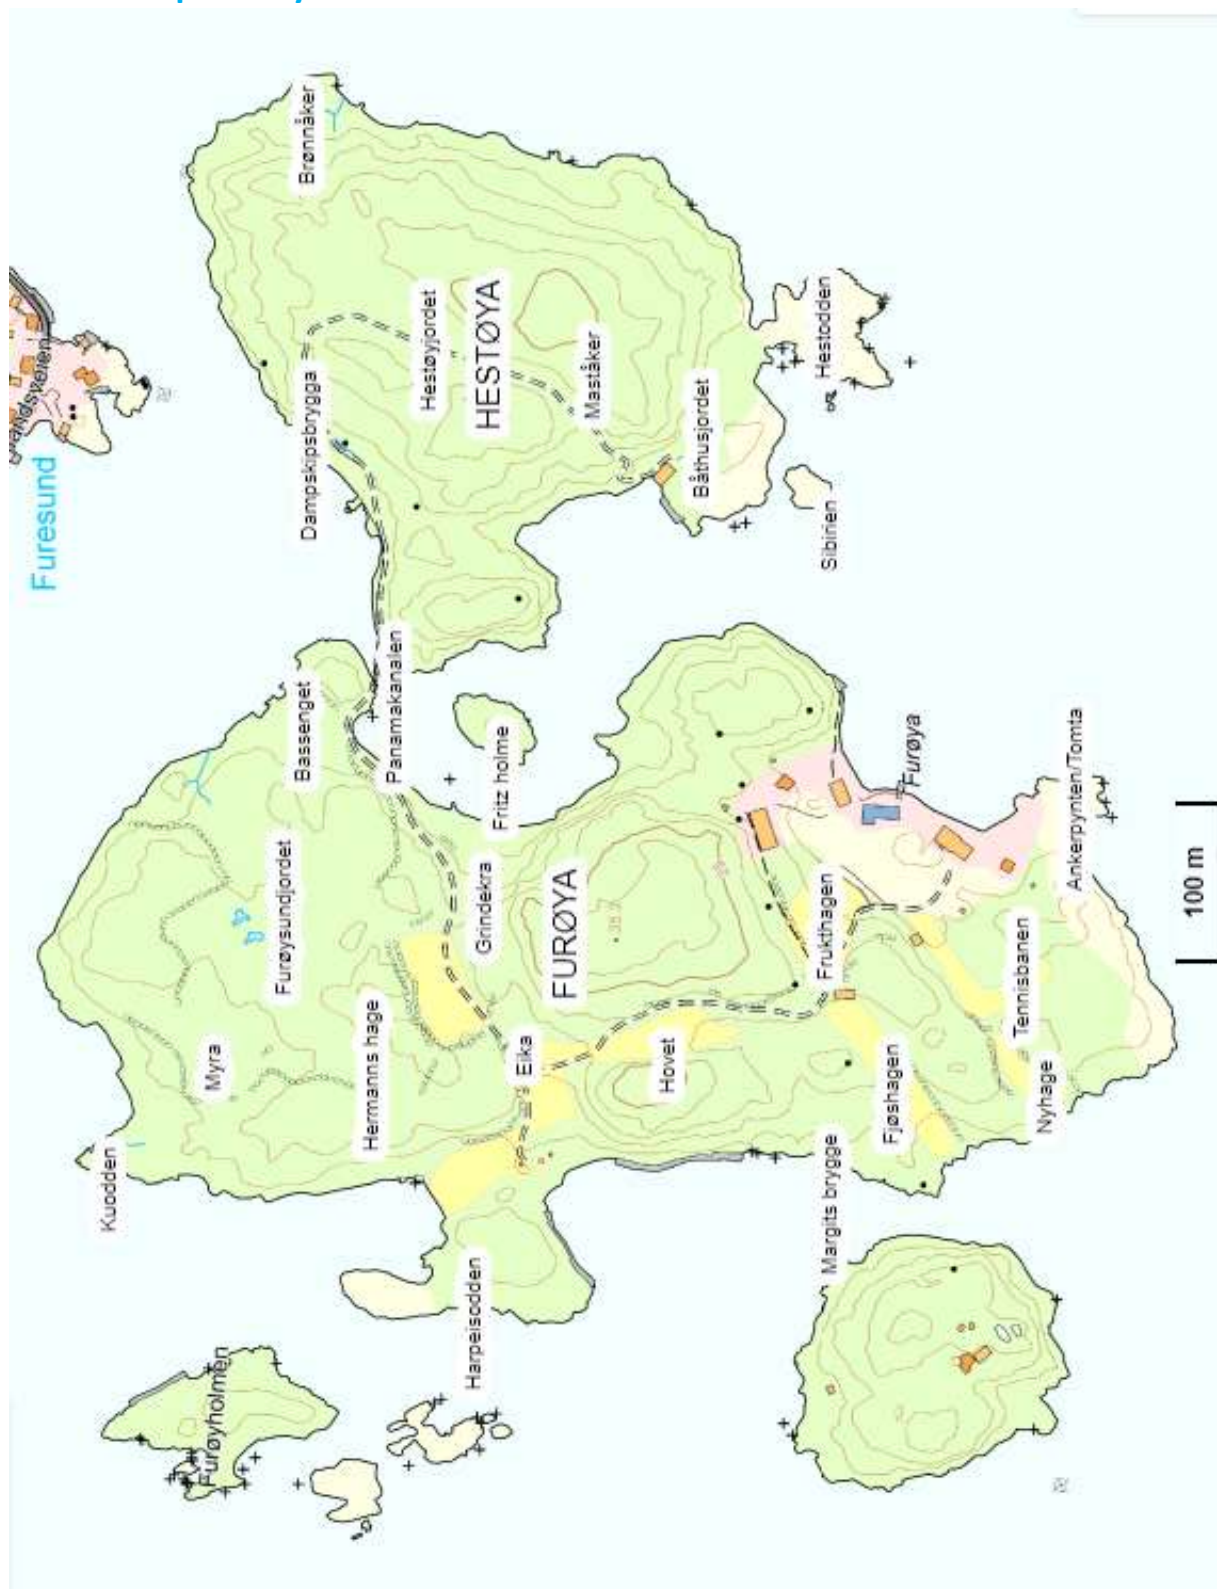 andsveien
Furesund
Kuodden
Myra
Furøyholmen
Furøysundjordet
Bassenget
Dampskipsbrygga
Brønnåker
Hermanns hage
Panamakanalen
Hestøyjordet
Harpeisodden
Grindekra
HESTØYA
Fritz holme
Eika
FURØYA
Maståker
Hovet
Båthusjordet
Margits brygge
Frukthagen
Sibirien
Hestodden
Fjøshagen
Furøya
Tennisbanen
Nyhage
Ankerpynten/Tomta
100 m